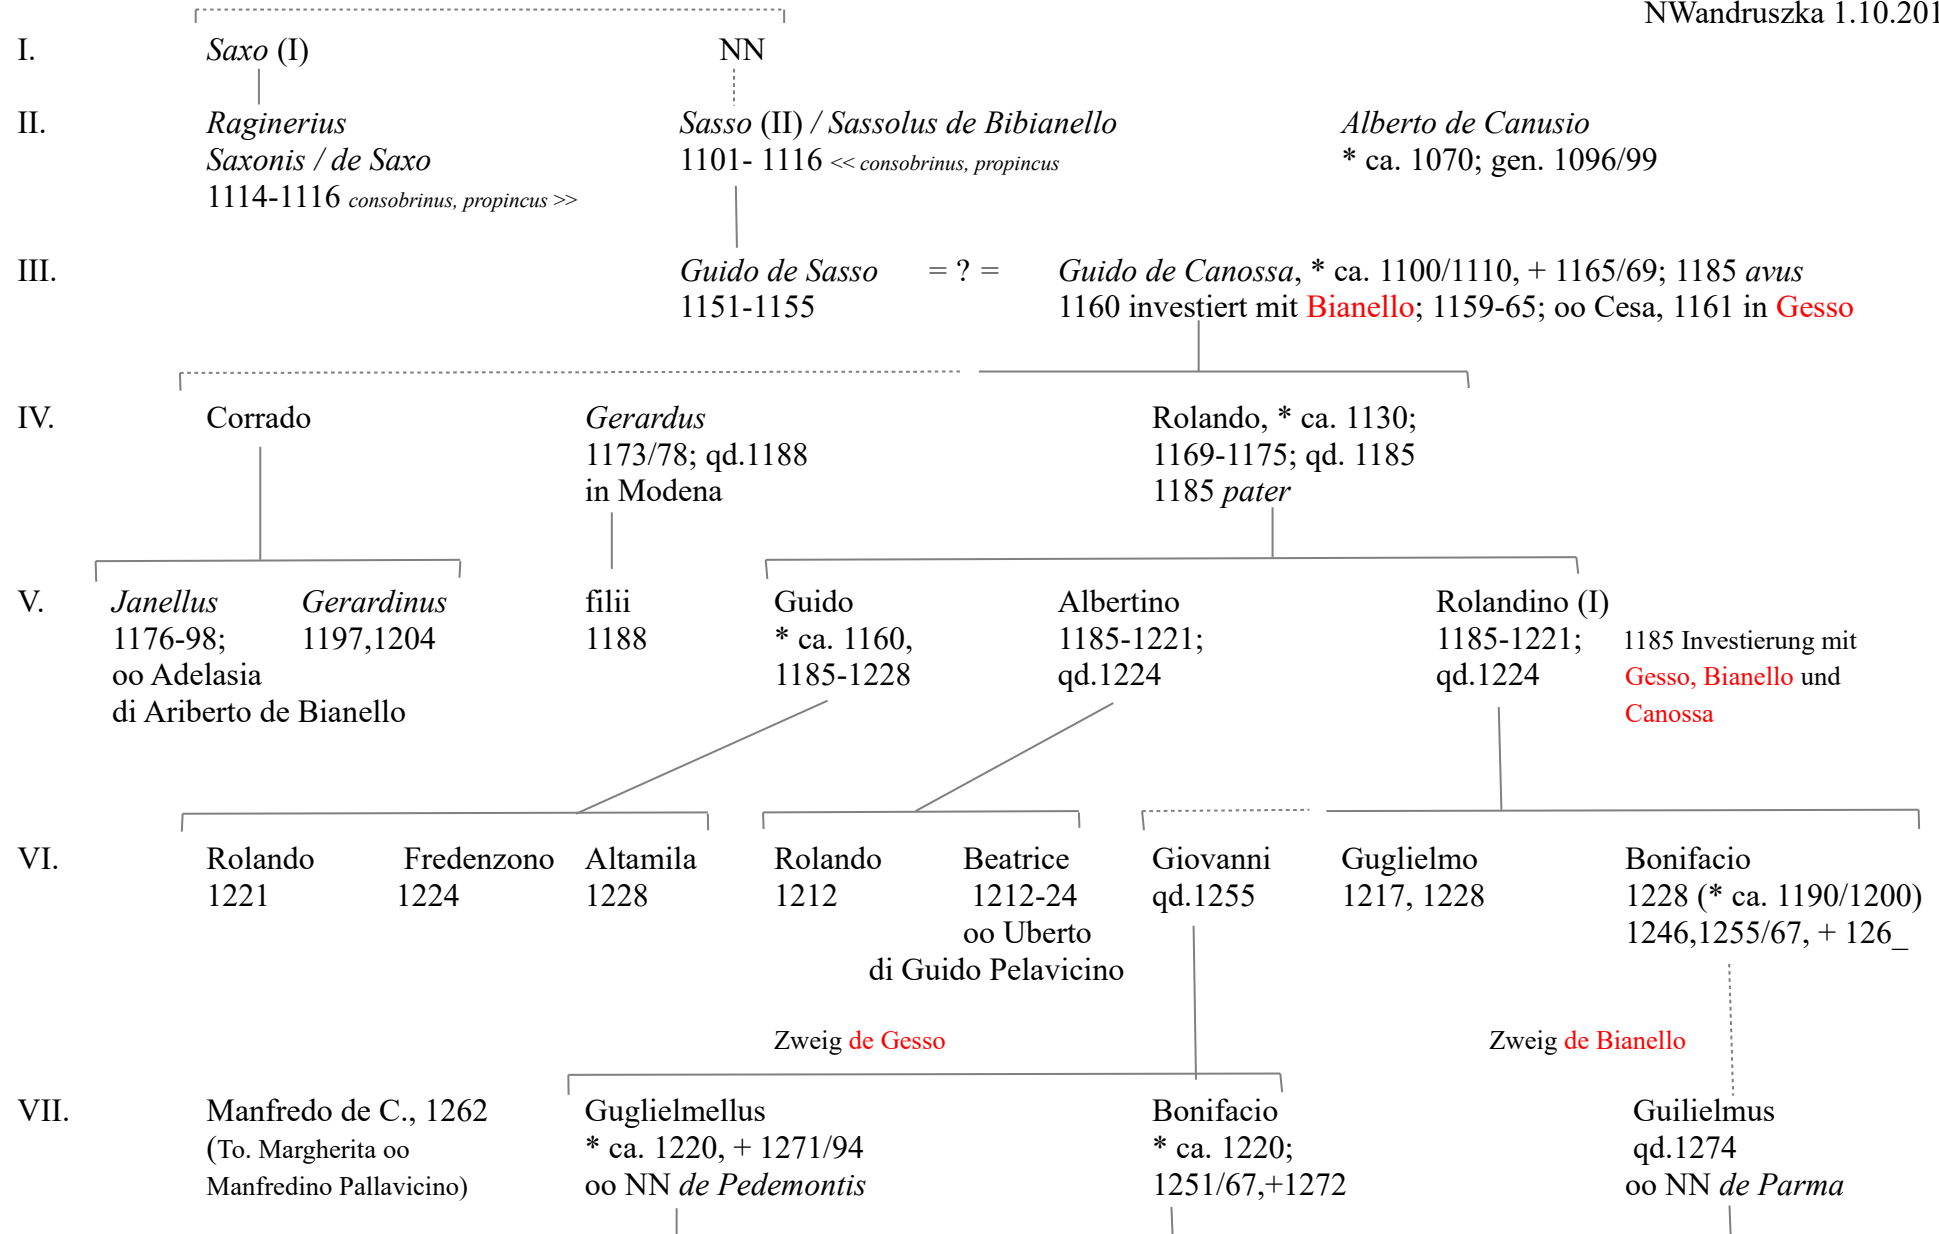 NWandruszka 1.10.201
I. Saxo (I) NN
II. Raginerius Sasso (II) / Sassolus de Bibianello Alberto de Canusio
Saxonis / de Saxo 1101- 1116 << consobrinus, propincus * ca. 1070; gen. 1096/99
1114-1116 consobrinus, propincus >>
III. Guido de Sasso = ? = Guido de Canossa, * ca. 1100/1110, + 1165/69; 1185 avus
1151-1155 1160 investiert mit Bianello; 1159-65; oo Cesa, 1161 in Gesso
IV. Corrado Gerardus Rolando, * ca. 1130;
1173/78; qd.1188 1169-1175; qd. 1185
in Modena 1185 pater
V. Janellus Gerardinus filii Guido Albertino Rolandino (I)
1176-98; 1197,1204 1188 * ca. 1160, 1185-1221; 1185-1221; 1185 Investierung mit
oo Adelasia 1185-1228 qd.1224 qd.1224 Gesso, Bianello und
di Ariberto de Bianello Canossa
VI. Rolando Fredenzono Altamila Rolando Beatrice Giovanni Guglielmo Bonifacio
1221 1224 1228 1212 1212-24 qd.1255 1217, 1228 1228 (* ca. 1190/1200)
oo Uberto 1246,1255/67, + 126_
di Guido Pelavicino
Zweig de Gesso Zweig de Bianello
VII. Manfredo de C., 1262 Guglielmellus Bonifacio Guilielmus
(To. Margherita oo * ca. 1220, + 1271/94 * ca. 1220; qd.1274
Manfredino Pallavicino) oo NN de Pedemontis 1251/67,+1272 oo NN de Parma